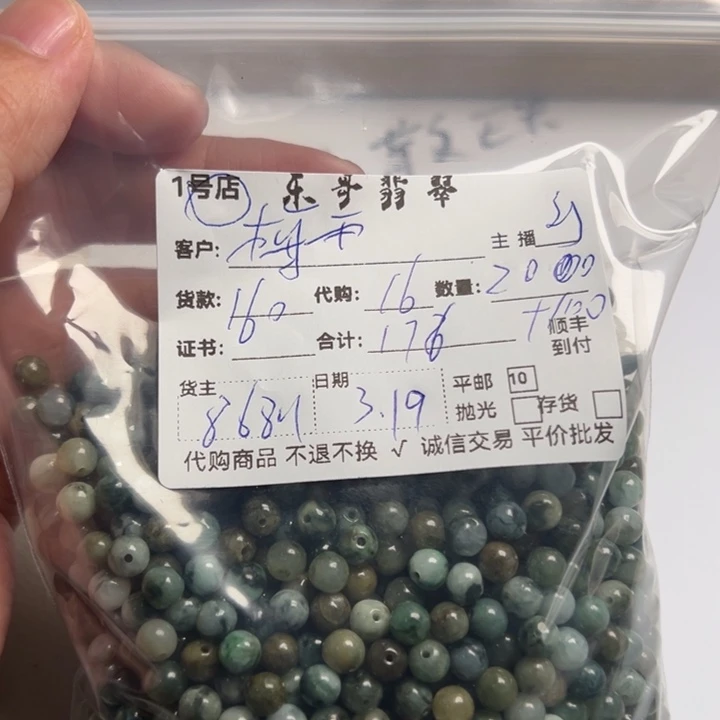 1号店 乐哥翡翠
客户: 主播
货款: 160 代购: 16 数量: 2000
证书: 合计: 176 +100
顺丰到付
货主 日期 平邮 10
3.19 抛光 存货
代购商品 不退不换 √ 诚信交易 平价批发